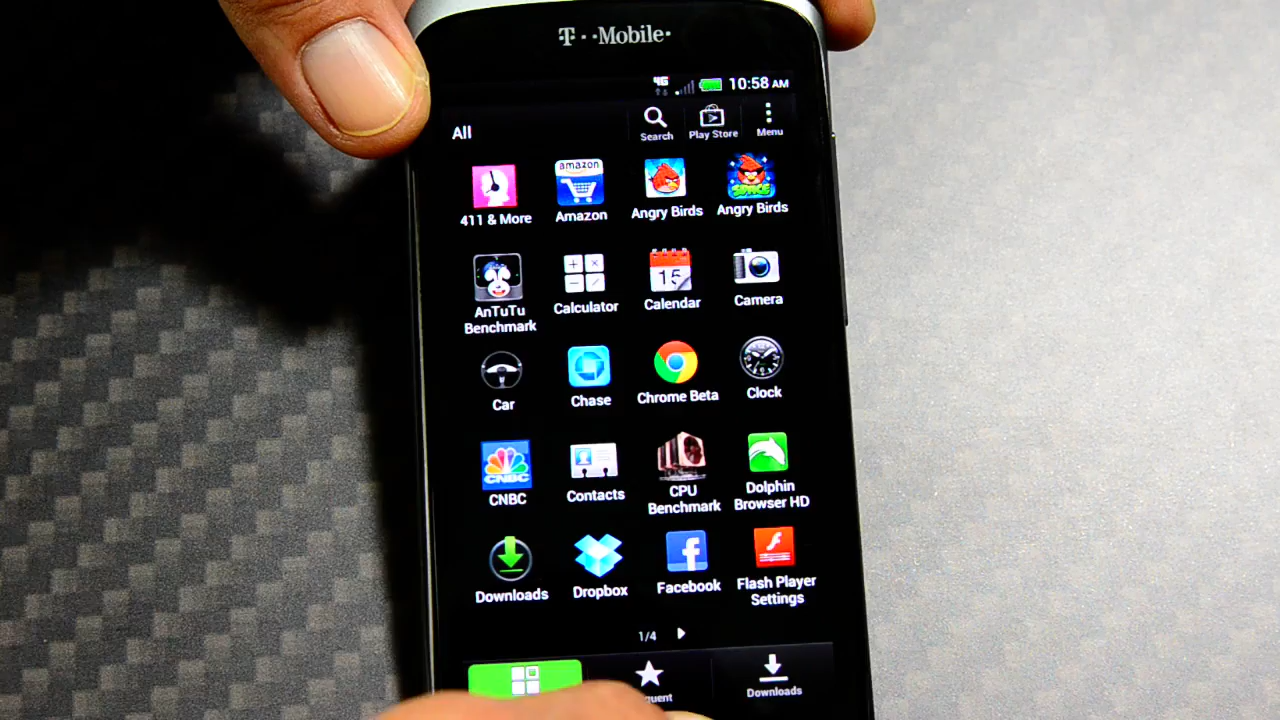 T··Mobile·
4G
10:58 AM
All
Search
Play Store
Menu
amazon
SPACE
411 & More
Amazon
Angry Birds
Angry Birds
15
AnTuTu
Benchmark
Calculator
Calendar
Camera
Car
Chase
Chrome Beta
Clock
CNBC
CNBC
Contacts
CPU
Benchmark
Dolphin
Browser HD
Downloads
Dropbox
Facebook
Flash Player
Settings
1/4
quent
Downloads